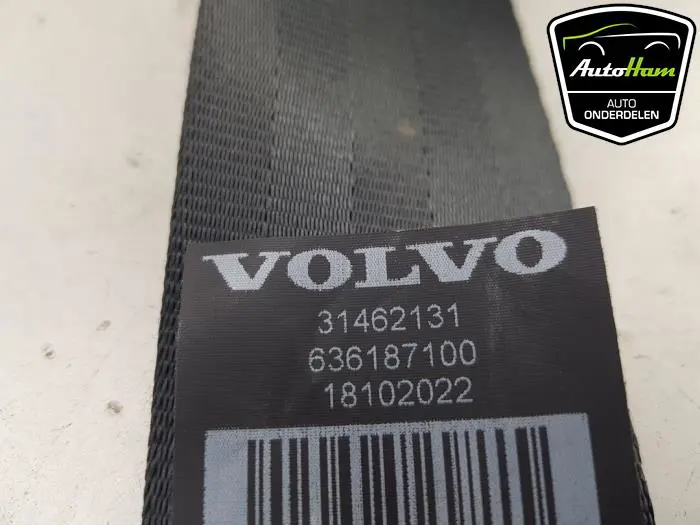 AutoHam
AUTO
ONDERDELEN
VOLVO
31462131
636187100
18102022